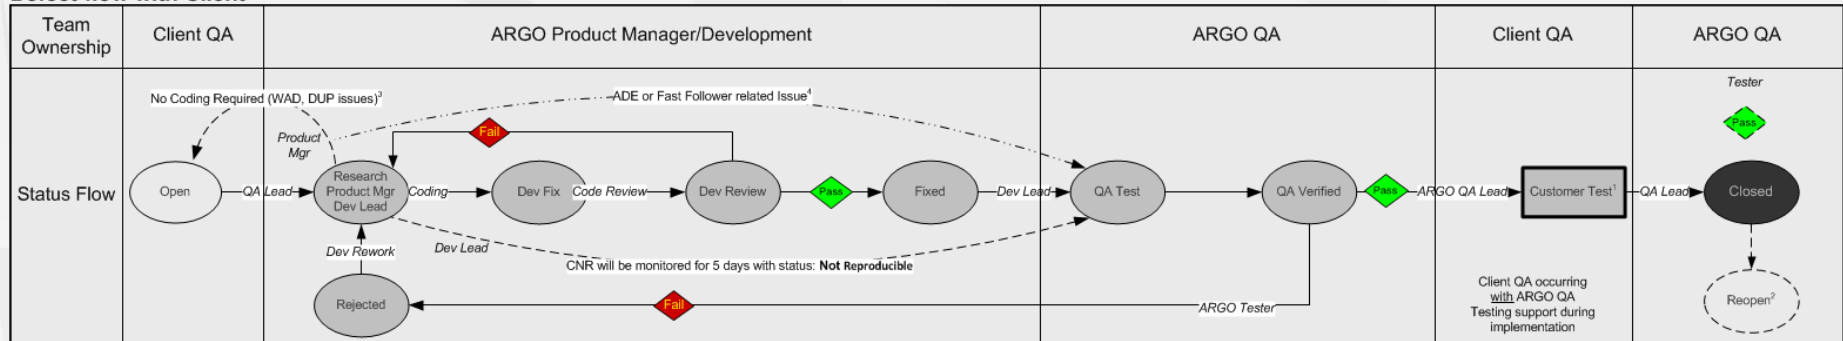 Defect flow with Client
Team
Ownership
Client QA
ARGO Product Manager/Development
ARGO QA
Client QA
ARGO QA
Status Flow
No Coding Required (WAD, DUP issues)³
Product
Mgr
ADE or Fast Follower related Issue⁴
Fail
Tester
Pass
Open
QA Lead
Research
Product Mgr
Dev Lead
Coding
Dev Fix
Code Review
Dev Review
Pass
Fixed
Dev Lead
QA Test
QA Verified
Pass
ARGO QA Lead
Customer Test¹
QA Lead
Closed
Dev Rework
Dev Lead
CNR will be monitored for 5 days with status: Not Reproducible
Rejected
Fail
ARGO Tester
Client QA occurring
with ARGO QA
Testing support during
implementation
Reopen²